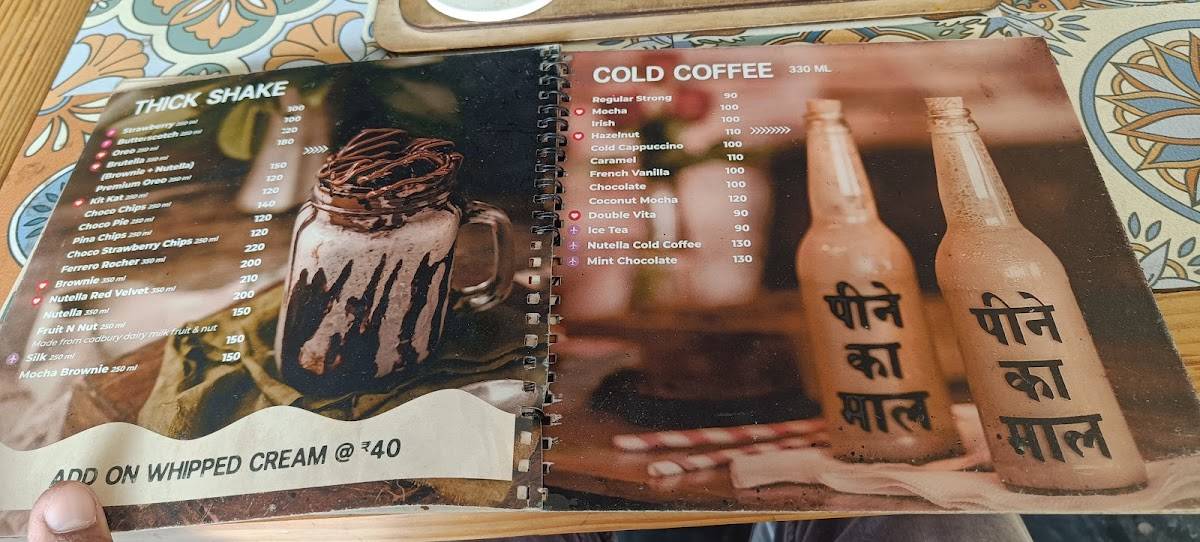 THICK SHAKE
Strawberry 250 ml 100
Butterscotch 250 ml 100
Oreo 250 ml 120
Brutella 350 ml 180
(Brownie + Nutella)
Premium Oreo 350 ml 150
Kit Kat 250 ml 120
Choco Chips 250 ml 120
Choco Pie 250 ml 140
Pina Chips 250 ml 120
Choco Strawberry Chips 250 ml 120
Ferrero Rocher 350 ml 220
Brownie 350 ml 200
Nutella Red Velvet 350 ml 210
Nutella 350 ml 200
Fruit N Nut 250 ml 150
Made from cadbury dairy milk fruit & nut
Silk 250 ml 150
Mocha Brownie 250 ml 150
ADD ON WHIPPED CREAM @ ₹40
COLD COFFEE 330 ML
Regular Strong 90
Mocha 100
Irish 100
Hazelnut 110
Cold Cappuccino 100
Caramel 110
French Vanilla 100
Chocolate 100
Coconut Mocha 120
Double Vita 90
Ice Tea 90
Nutella Cold Coffee 130
Mint Chocolate 130
पीने
का
माल
पीने
का
माल